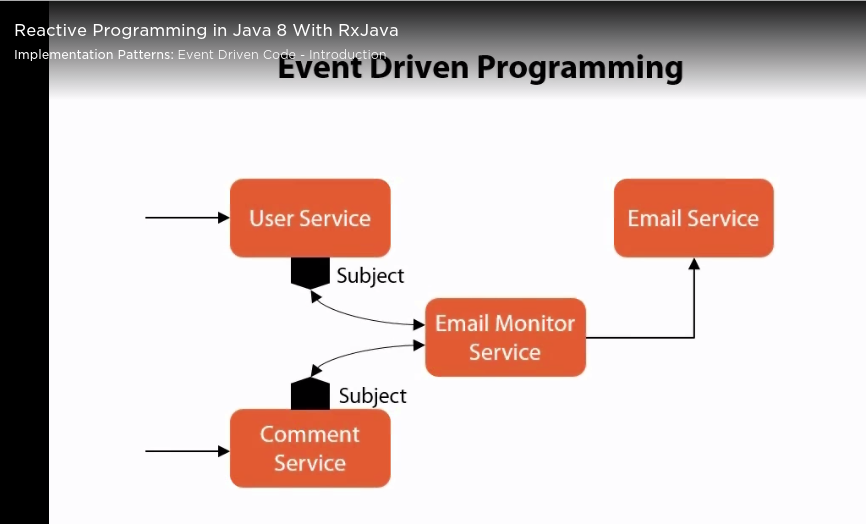 Reactive Programming in Java 8 With RxJava
Implementation Patterns: Event Driven Code - Introduction
Event Driven Programming
User Service
Email Service
Subject
Email Monitor
Service
Subject
Comment
Service